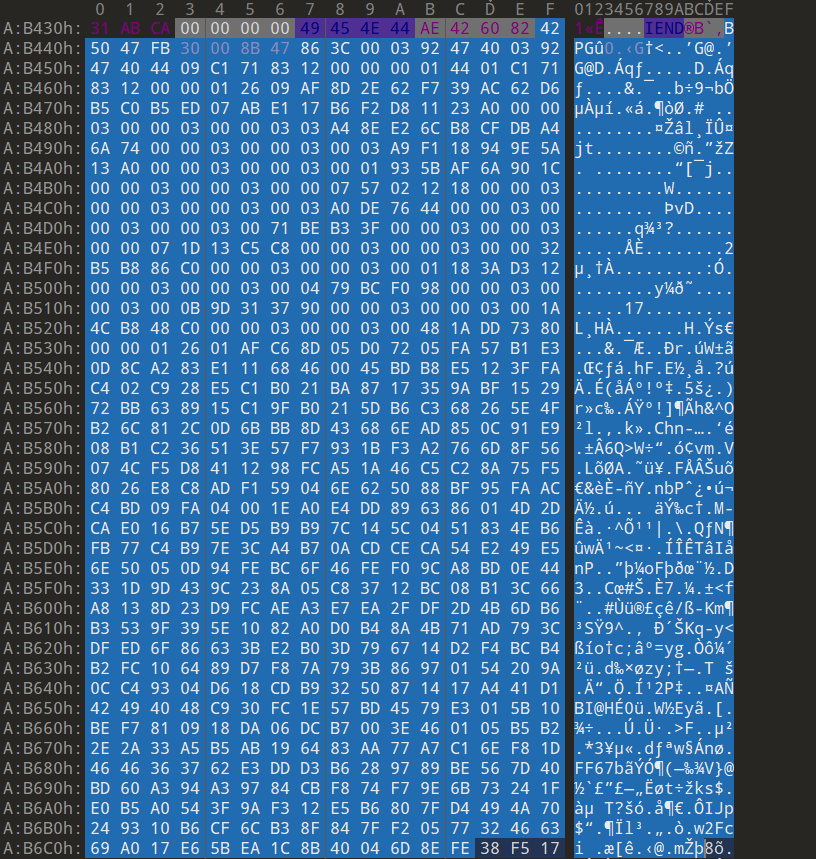 0 1 2 3 4 5 6 7 8 9 A B C D E F 0123456789ABCDEF
A:B430h: 31 AB CA 00 00 00 00 49 45 4E 44 AE 42 60 82 42 1«Ê....IEND®B`‚B
A:B440h: 50 47 FB 30 00 8B 47 86 3C 00 03 92 47 40 03 92 PGû0.‹G†<..’G@.’
A:B450h: 47 40 44 09 C1 71 83 12 00 00 01 44 01 C1 71 G@D.Áqƒ....D.Áq
A:B460h: 83 12 00 00 01 26 09 AF 8D 2E 62 F7 39 AC 62 D6 ƒ....&.¯..b÷9¬bÖ
A:B470h: B5 C0 B5 ED 07 AB E1 17 B6 F2 D8 11 23 A0 00 00 µÀµí.«á.¶òØ.# ..
A:B480h: 03 00 00 03 00 00 03 03 A4 8E E2 6C B8 CF DB A4 ........¤Žâl¸ÏÛ¤
A:B490h: 6A 74 00 00 03 00 00 03 00 03 A9 F1 18 94 9E 5A jt........©ñ.”žZ
A:B4A0h: 13 A0 00 00 03 00 00 03 00 01 93 5B AF 6A 90 1C . ........“[¯j..
A:B4B0h: 00 00 03 00 00 03 00 00 07 57 02 12 18 00 00 03 .........W......
A:B4C0h: 00 00 03 00 00 03 00 03 A0 DE 76 44 00 00 03 00 ........ ÞvD....
A:B4D0h: 00 03 00 00 03 00 71 BE B3 3F 00 00 03 00 00 03 ......q¾³?......
A:B4E0h: 00 00 07 1D 13 C5 C8 00 00 03 00 00 03 00 00 32 .....ÅÈ........2
A:B4F0h: B5 B8 86 C0 00 00 03 00 00 03 00 01 18 3A D3 12 µ¸†À.........:Ó.
A:B500h: 00 00 03 00 00 03 00 04 79 BC F0 98 00 00 03 00 ........y¼ð˜....
A:B510h: 00 03 00 0B 9D 31 37 90 00 00 03 00 00 03 00 1A .....17.........
A:B520h: 4C B8 48 C0 00 00 03 00 00 03 00 48 1A DD 73 80 L¸HÀ.......H.Ýs€
A:B530h: 00 00 01 26 01 AF C6 8D 05 D0 72 05 FA 57 B1 E3 ...&.¯Æ..Ðr.úW±ã
A:B540h: 0D 8C A2 83 E1 11 68 46 00 45 BD B8 E5 12 3F FA .Œ¢ƒá.hF.E½¸å.?ú
A:B550h: C4 02 C9 28 E5 C1 B0 21 BA 87 17 35 9A BF 15 29 Ä.É(åÁ°!º‡.5š¿.)
A:B560h: 72 BB 63 89 15 C1 9F B0 21 5D B6 C3 68 26 5E 4F r»c‰.ÁŸ°!]¶Ãh&^O
A:B570h: B2 6C 81 2C 0D 6B BB 8D 43 68 6E AD 85 0C 91 E9 ²l.,.k».Chn-….‘é
A:B580h: 08 B1 C2 36 51 3E 57 F7 93 1B F3 A2 76 6D 8F 56 .±Â6Q>W÷“.ó¢vm.V
A:B590h: 07 4C F5 D8 41 12 98 FC A5 1A 46 C5 C2 8A 75 F5 .LõØA.˜ü¥.FÅÂŠuõ
A:B5A0h: 80 26 E8 C8 AD F1 59 04 6E 62 50 88 BF 95 FA AC €&èÈ-ñY.nbPˆ¿•ú¬
A:B5B0h: C4 BD 09 FA 04 00 1E A0 E4 DD 89 63 86 01 4D 2D Ä½.ú... äÝ‰c†.M-
A:B5C0h: CA E0 16 B7 5E D5 B9 B9 7C 14 5C 04 51 83 4E B6 Êà.·^Õ¹¹|.\.QƒN¶
A:B5D0h: FB 77 C4 B9 7E 3C A4 B7 0A CD CE CA 54 E2 49 E5 ûwÄ¹~<¤·.ÍÎÊTâIå
A:B5E0h: 6E 50 05 0D 94 FE BC 6F 46 FE F0 9C A8 BD 0E 44 nP..”þ¼oFþðœ¨½.D
A:B5F0h: 33 1D 9D 43 9C 23 8A 05 C8 37 12 BC 08 B1 3C 66 3..Cœ#Š.È7.¼.±<f
A:B600h: A8 13 8D 23 D9 FC AE A3 E7 EA 2F DF 2D 4B 6D B6 ¨..#Ùü®£çê/ß-Km¶
A:B610h: B3 53 9F 39 5E 10 82 A0 D0 B4 8A 4B 71 AD 79 3C ³SŸ9^.‚ Ð´ŠKq-y<
A:B620h: DF ED 6F 86 63 3B E2 B0 3D 79 67 14 D2 F4 BC B4 ßío†c;â°=yg.Òô¼´
A:B630h: B2 FC 10 64 89 D7 F8 7A 79 3B 86 97 01 54 20 9A ²ü.d‰×øzy;†—.T š
A:B640h: 0C C4 93 04 D6 18 CD B9 32 50 87 14 17 A4 41 D1 .Ä“.Ö.Í¹2P‡..¤AÑ
A:B650h: 42 49 40 48 C9 30 FC 1E 57 BD 45 79 E3 01 5B 10 BI@HÉ0ü.W½Eyã.[.
A:B660h: BE F7 81 09 18 DA 06 DC B7 00 3E 46 01 05 B5 B2 ¾÷...Ú.Ü·.>F..µ²
A:B670h: 2E 2A 33 A5 B5 AB 19 64 83 AA 77 A7 C1 6E F8 1D .*3¥µ«.dƒªw§Ánø.
A:B680h: 46 46 36 37 62 E3 DD D3 B6 28 97 89 BE 56 7D 40 FF67bãÝÓ¶(—‰¾V}@
A:B690h: BD 60 A3 94 A3 97 84 CB F8 74 F7 9E 6B 73 24 1F ½`£”£—„Ëøt÷žks$.
A:B6A0h: E0 B5 A0 54 3F 9A F3 12 E5 B6 80 7F D4 49 4A 70 àµ T?šó.å¶€.ÔIJp
A:B6B0h: 24 93 10 B6 CF 6C B3 8F 84 7F F2 05 77 32 46 63 $“.¶Ïl³.„.ò.w2Fc
A:B6C0h: 69 A0 17 E6 5B EA 1C 8B 40 04 6D 8E FE 38 F5 17 i .æ[ê.‹@.mŽþ8õ.